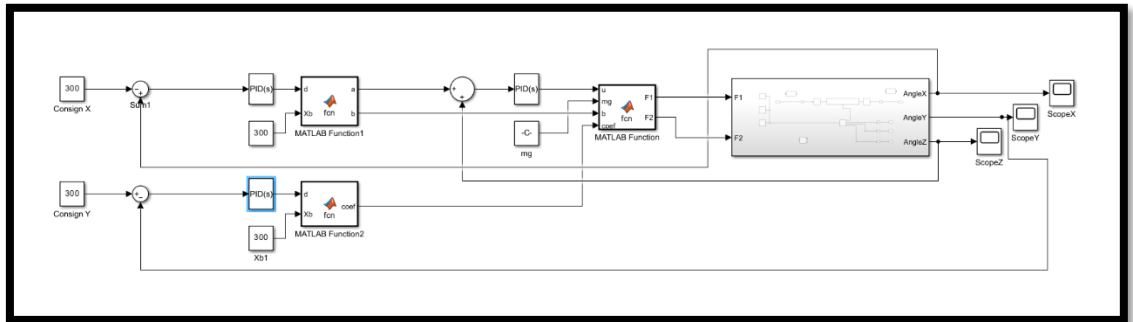 300
Consign X
Sum1
PID(s)
d
Xb
fcn
a
b
MATLAB Function1
300
PID(s)
-C-
mg
u
mg
b
coef
fcn
F1
F2
MATLAB Function
F1
F2
AngleX
AngleY
AngleZ
ScopeX
ScopeY
ScopeZ
300
Consign Y
PID(s)
d
Xb
fcn
coef
MATLAB Function2
300
Xb1